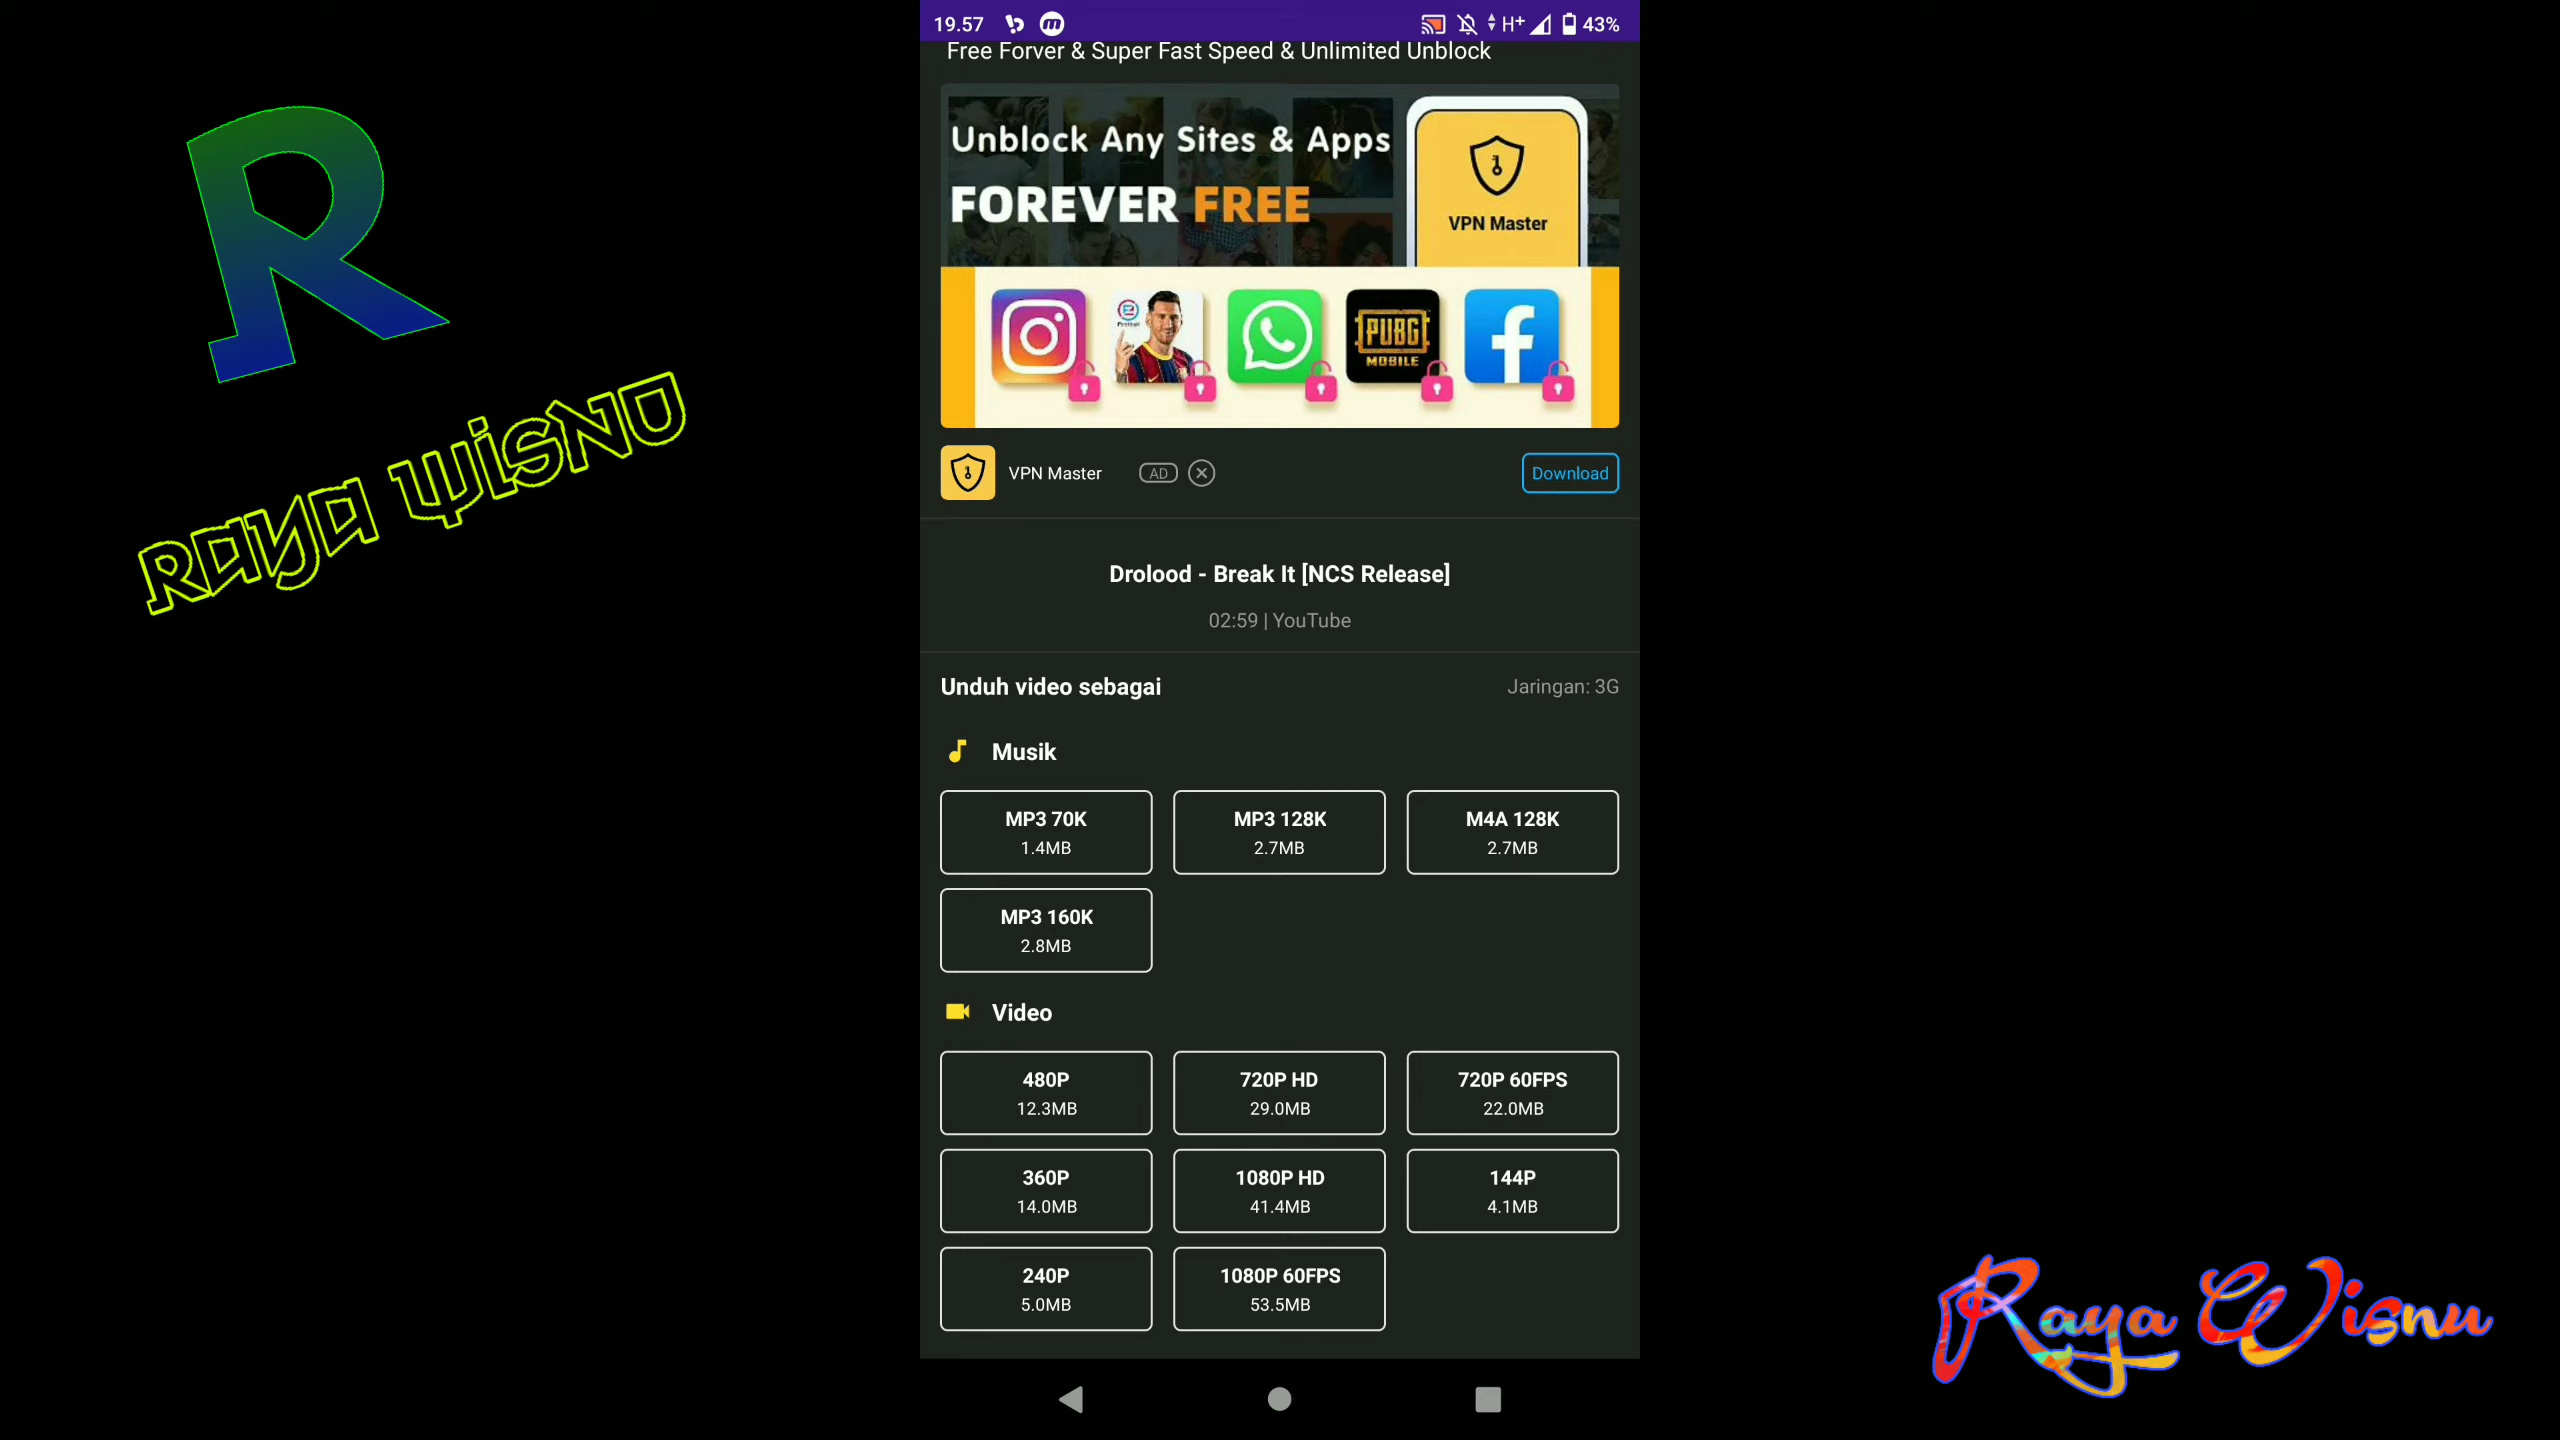 R
RAYA WISNU
19.57
H+
43%
Free Forver & Super Fast Speed & Unlimited Unblock
Unblock Any Sites & Apps
FOREVER FREE
VPN Master
PUBG
MOBILE
VPN Master
AD
Download
Drolood - Break It [NCS Release]
02:59 | YouTube
Unduh video sebagai
Jaringan: 3G
Musik
MP3 70K
1.4MB
MP3 128K
2.7MB
M4A 128K
2.7MB
MP3 160K
2.8MB
Video
480P
12.3MB
720P HD
29.0MB
720P 60FPS
22.0MB
360P
14.0MB
1080P HD
41.4MB
144P
4.1MB
240P
5.0MB
1080P 60FPS
53.5MB
Raya Wisnu